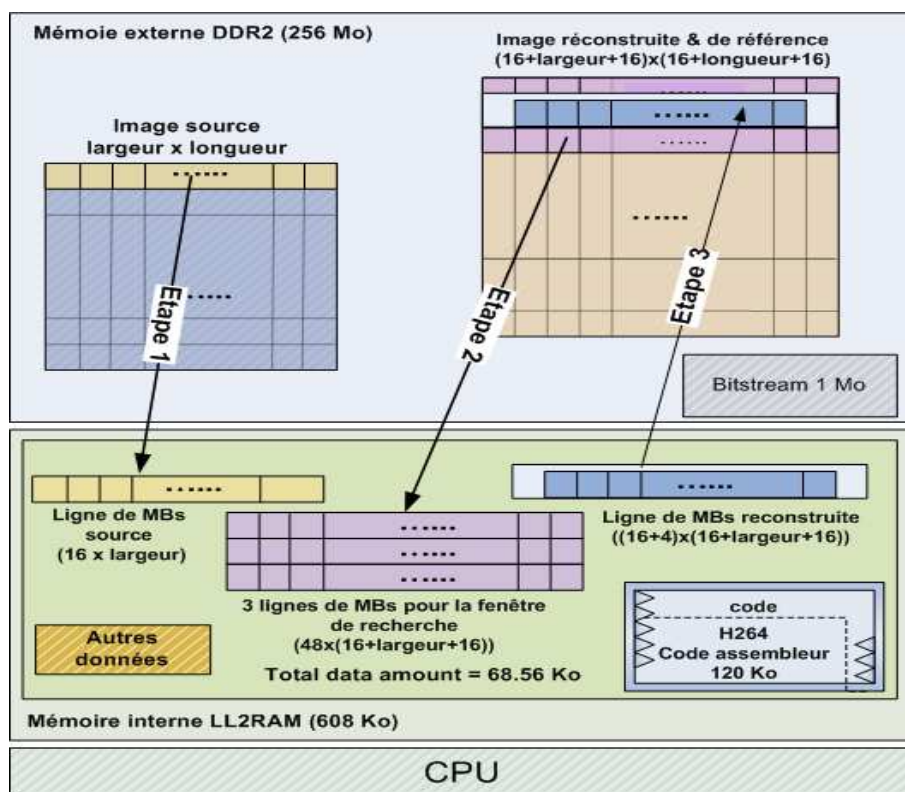 Mémoie externe DDR2 (256 Mo)
Image réconstruite & de référence
(16+largeur+16)x(16+longueur+16)
Image source
largeur x longueur
Etape 1
Etape 2
Etape 3
Bitstream 1 Mo
Ligne de MBs
source
(16 x largeur)
Ligne de MBs reconstruite
((16+4)x(16+largeur+16))
3 lignes de MBs pour la fenêtre
de recherche
(48x(16+largeur+16))
Autres
données
Total data amount = 68.56 Ko
code
H264
Code assembleur
120 Ko
Mémoire interne LL2RAM (608 Ko)
CPU